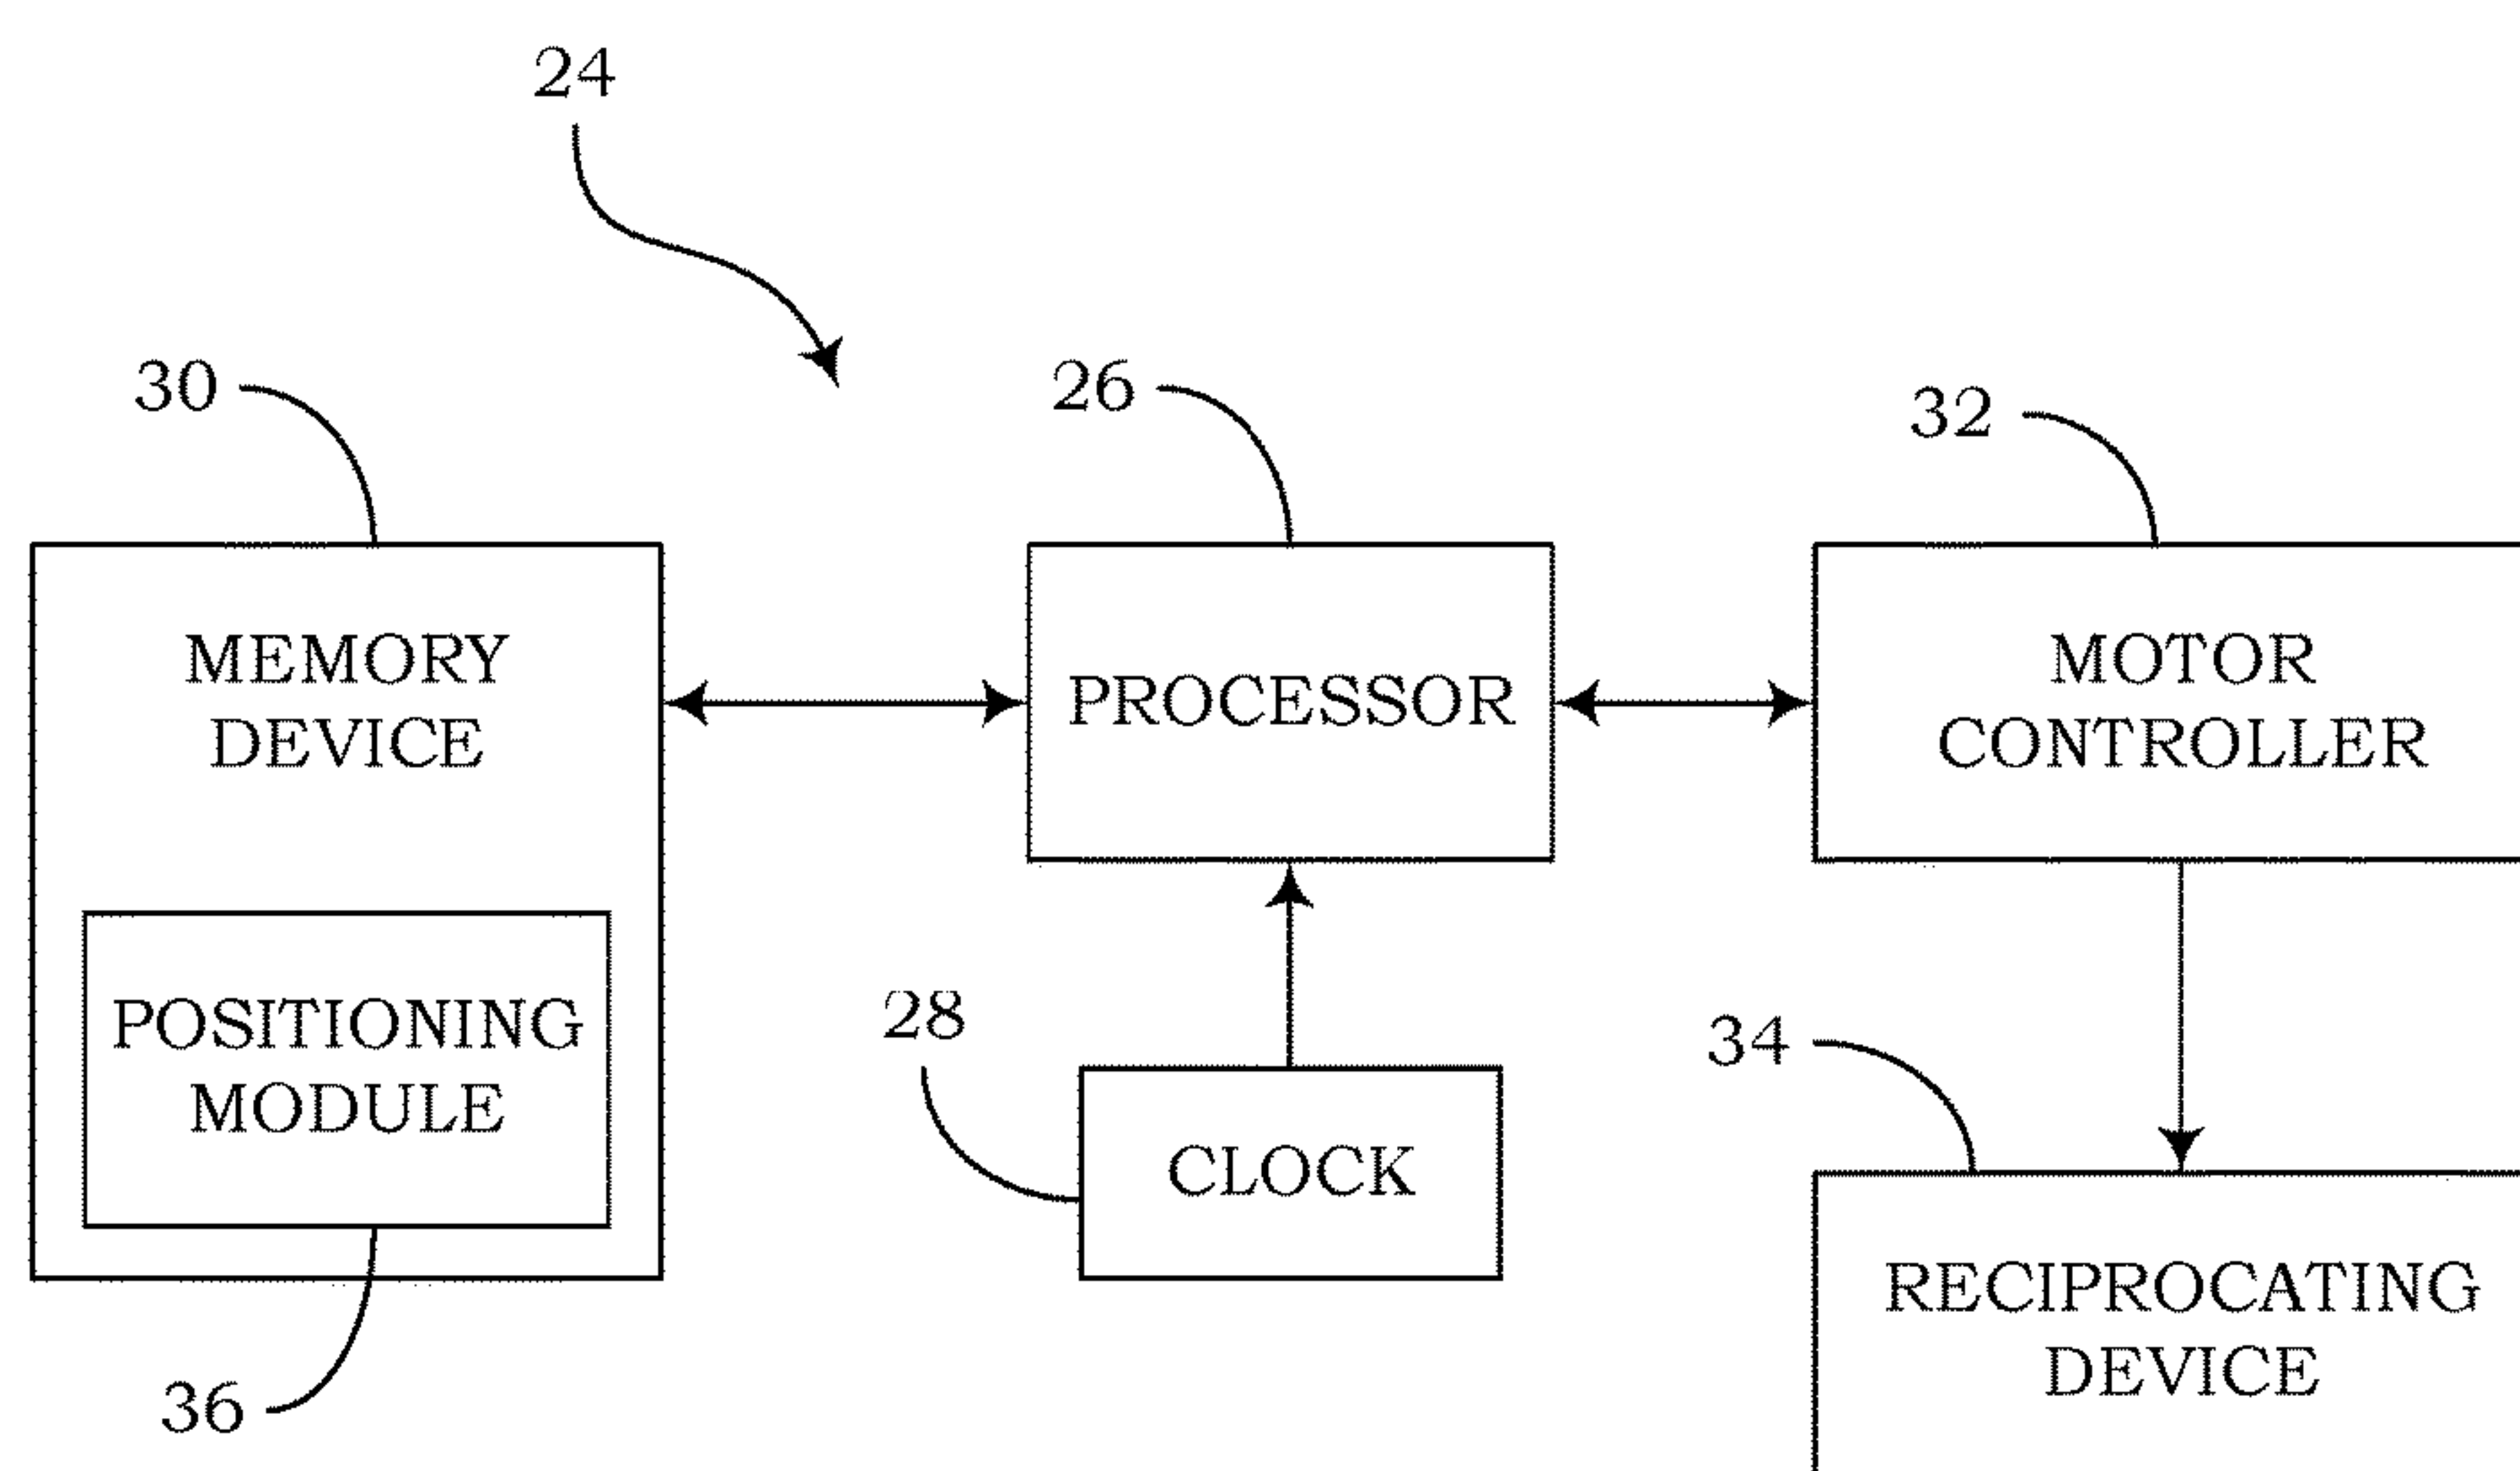 24
30
26
32
MEMORY
DEVICE
PROCESSOR
MOTOR
CONTROLLER
POSITIONING
MODULE
28
CLOCK
34
RECIPROCATING
DEVICE
36